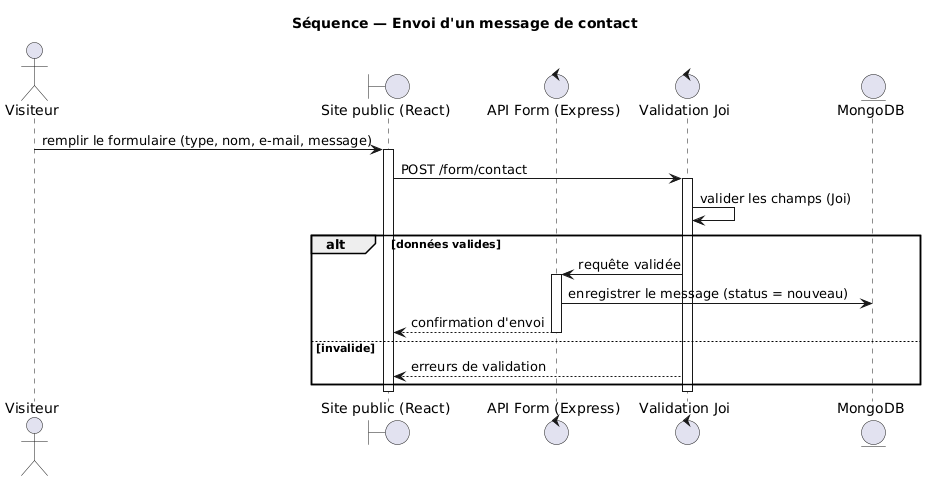 Séquence — Envoi d'un message de contact
Visiteur
Site public (React)
API Form (Express)
Validation Joi
MongoDB
remplir le formulaire (type, nom, e-mail, message)
POST /form/contact
valider les champs (Joi)
alt
[données valides]
requête validée
enregistrer le message (status = nouveau)
confirmation d'envoi
[invalide]
erreurs de validation
Visiteur
Site public (React)
API Form (Express)
Validation Joi
MongoDB